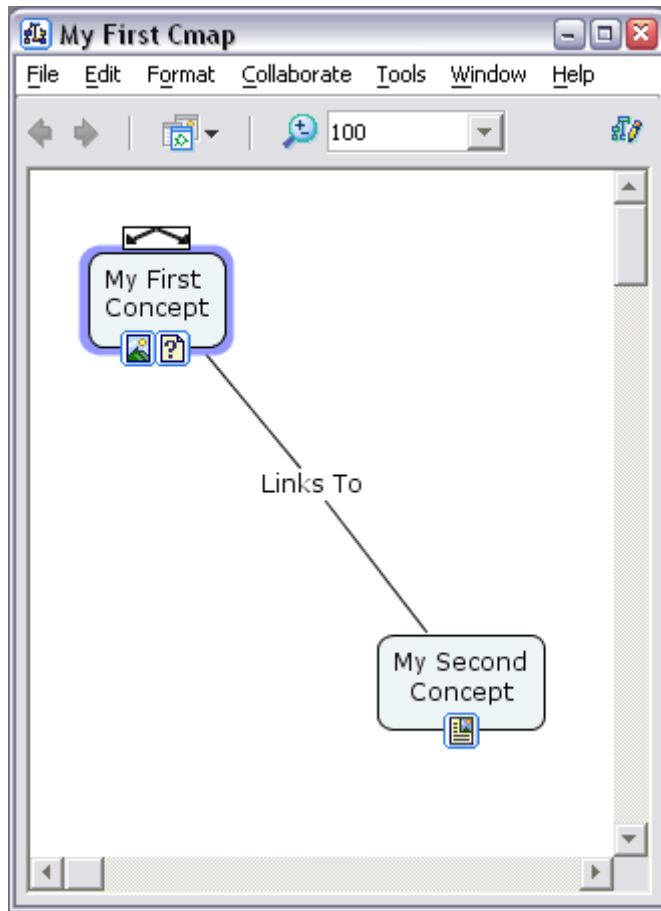 My First Cmap
File Edit Format Collaborate Tools Window Help
100
My First
Concept
Links To
My Second
Concept